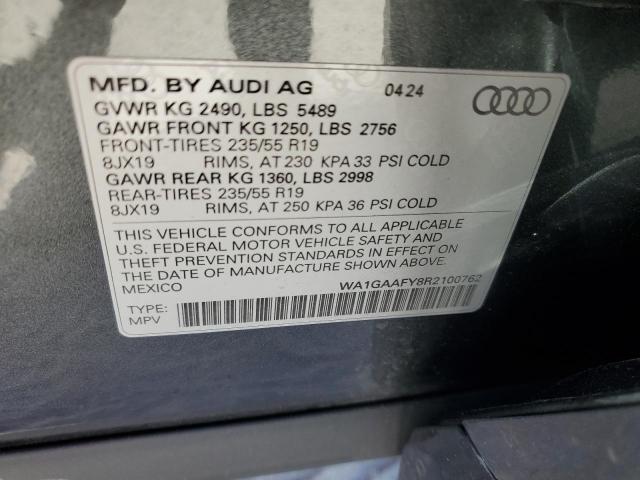 MFD. BY AUDI AG 04 24
GVWR KG 2490, LBS 5489
GAWR FRONT KG 1250, LBS 2756
FRONT-TIRES 235/55 R19
8JX19 RIMS, AT 230 KPA 33 PSI COLD
GAWR REAR KG 1360, LBS 2998
REAR-TIRES 235/55 R19
8JX19 RIMS, AT 250 KPA 36 PSI COLD
THIS VEHICLE CONFORMS TO ALL APPLICABLE
U.S. FEDERAL MOTOR VEHICLE SAFETY AND
THEFT PREVENTION STANDARDS IN EFFECT ON
THE DATE OF MANUFACTURE SHOWN ABOVE.
MEXICO
WA1GAAFY8R2100762
TYPE:
MPV